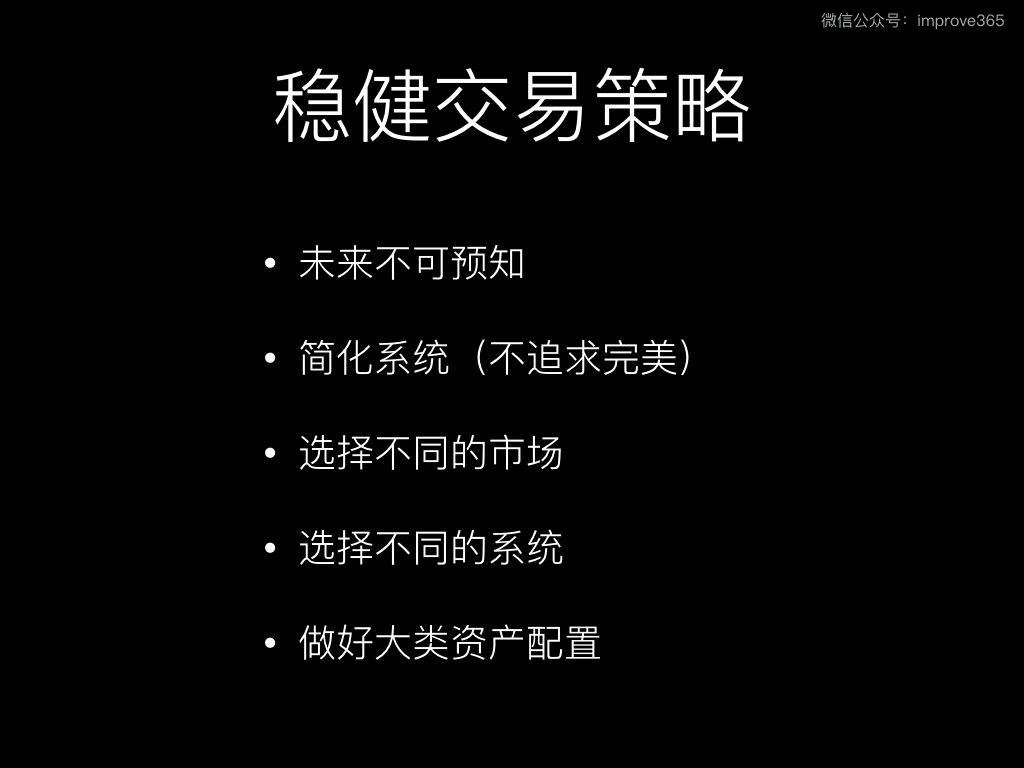 微信公众号：improve365
稳健交易策略
• 未来不可预知
• 简化系统（不追求完美）
• 选择不同的市场
• 选择不同的系统
• 做好大类资产配置